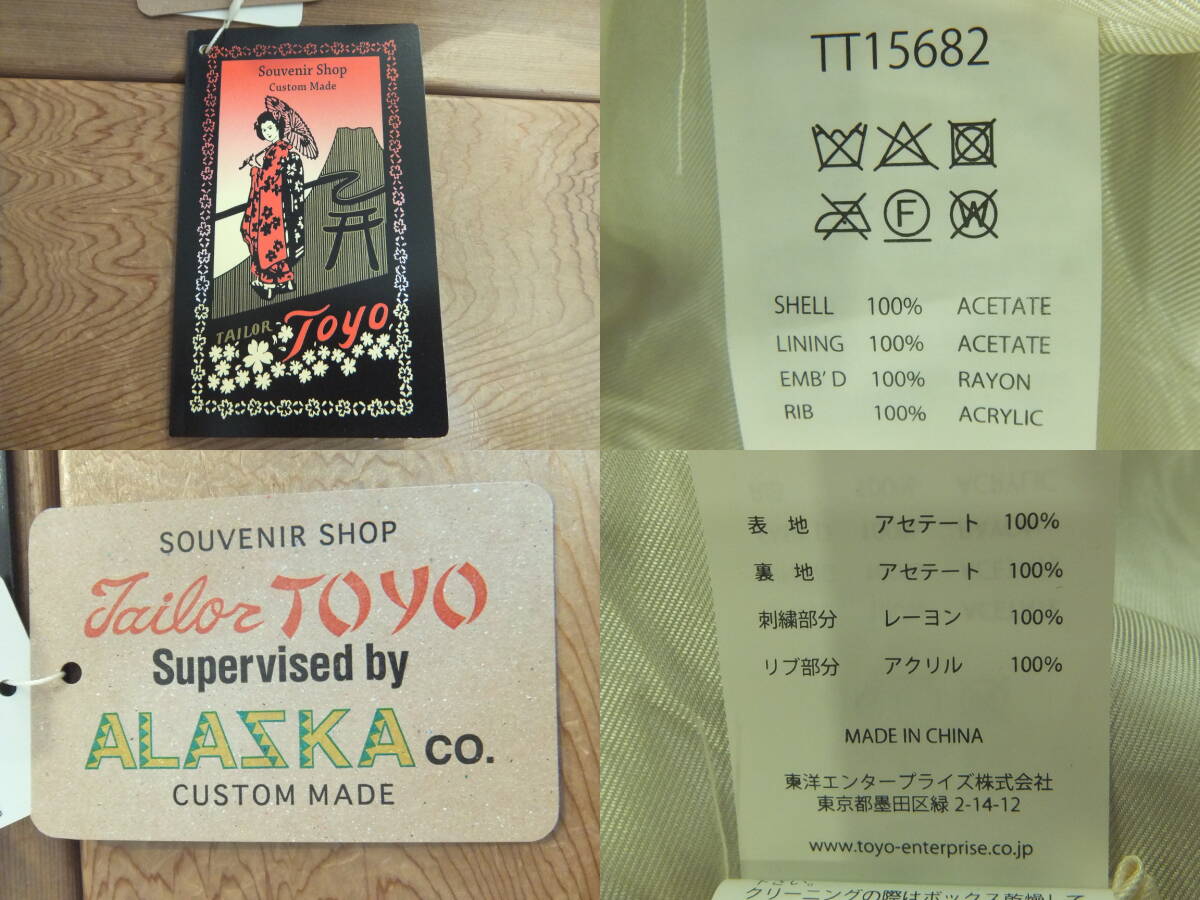 Souvenir Shop
Custom Made
TAILOR Toyo
TT15682
F
W
SHELL 100% ACETATE
LINING 100% ACETATE
EMB'D 100% RAYON
RIB 100% ACRYLIC
SOUVENIR SHOP
Tailor TOYO
Supervised by
ALASKA CO.
CUSTOM MADE
表 地 アセテート 100%
裏 地 アセテート 100%
刺繍部分 レーヨン 100%
リブ部分 アクリル 100%
MADE IN CHINA
東洋エンタープライズ株式会社
東京都墨田区緑 2-14-12
www.toyo-enterprise.co.jp
下さい。
クリーニングの際はボックス乾燥して